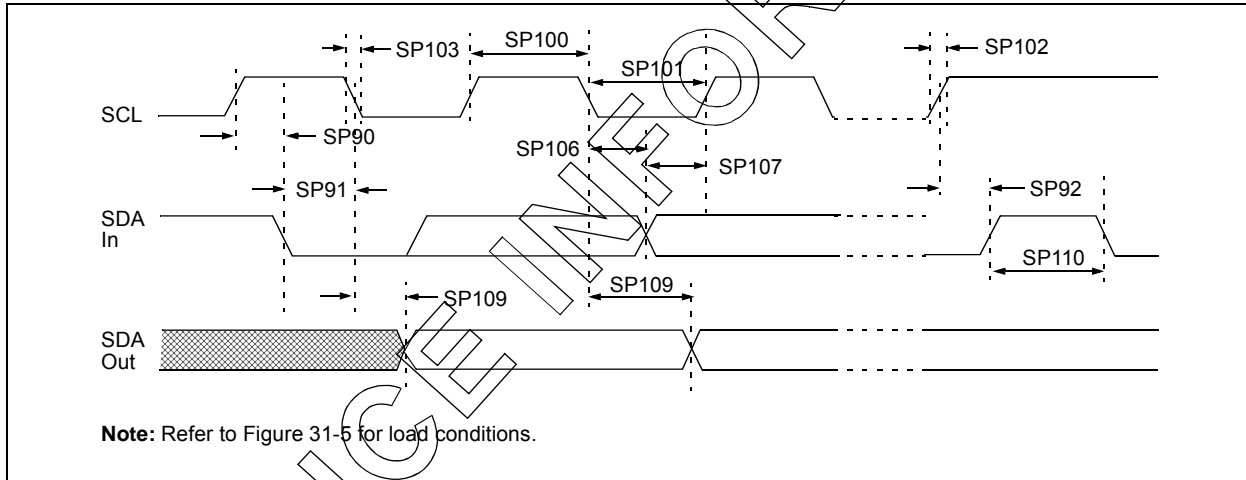 SP103
SP100
SP102
SP101
SCL
SP90
SP106
SP107
SP91
SP92
SDA
In
SP110
SP109
SP109
SDA
Out
Note: Refer to Figure 31-5 for load conditions.